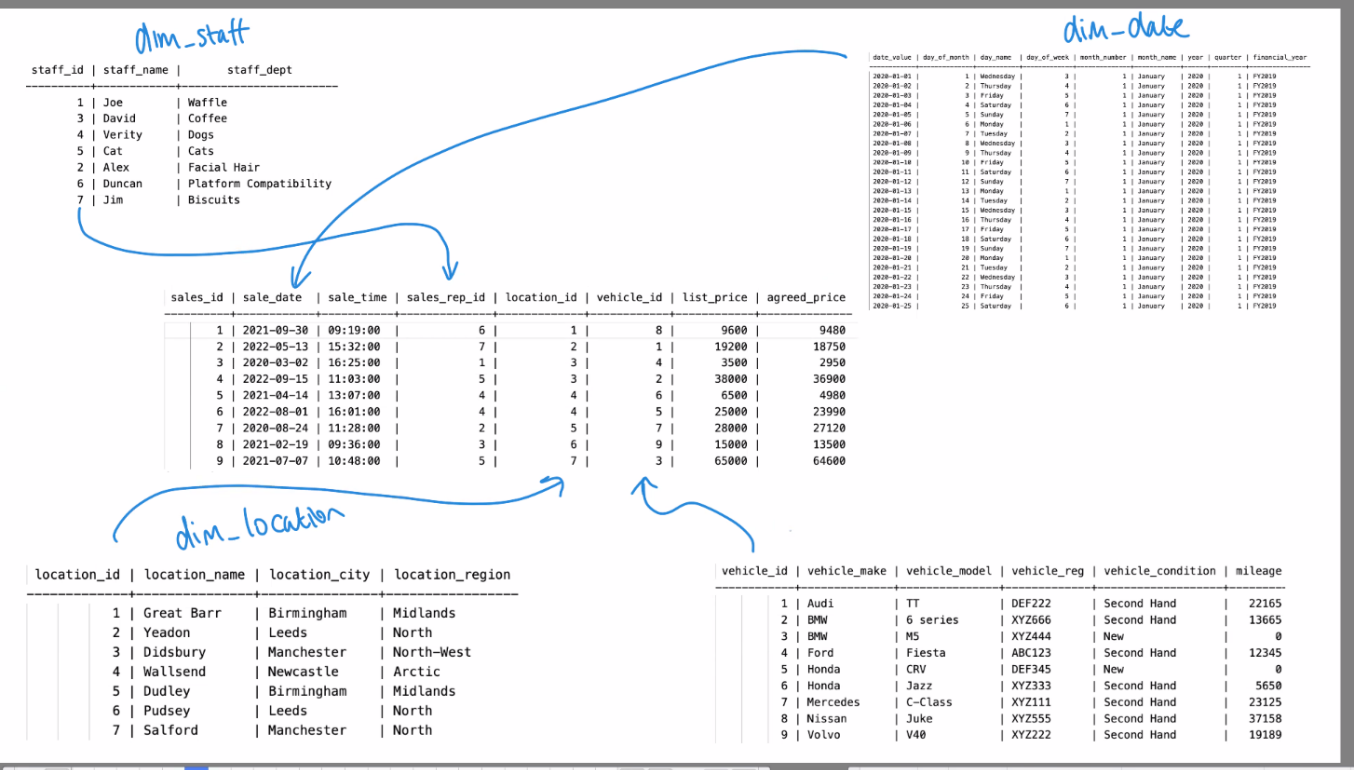 dim_staff
staff_id | staff_name | staff_dept
1 | Joe | Waffle
3 | David | Coffee
4 | Verity | Dogs
5 | Cat | Cats
2 | Alex | Facial Hair
6 | Duncan | Platform Compatibility
7 | Jim | Biscuits
dim_date
date_value | day_of_month | day_name | day_of_week | month_number | month_name | year | quarter | financial_year
2020-01-01 | 1 | Wednesday | 3 | 1 | January | 2020 | 1 | FY2019
2020-01-02 | 2 | Thursday | 4 | 1 | January | 2020 | 1 | FY2019
2020-01-03 | 3 | Friday | 5 | 1 | January | 2020 | 1 | FY2019
2020-01-04 | 4 | Saturday | 6 | 1 | January | 2020 | 1 | FY2019
2020-01-05 | 5 | Sunday | 7 | 1 | January | 2020 | 1 | FY2019
2020-01-06 | 6 | Monday | 1 | 1 | January | 2020 | 1 | FY2019
2020-01-07 | 7 | Tuesday | 2 | 1 | January | 2020 | 1 | FY2019
2020-01-08 | 8 | Wednesday | 3 | 1 | January | 2020 | 1 | FY2019
2020-01-09 | 9 | Thursday | 4 | 1 | January | 2020 | 1 | FY2019
2020-01-10 | 10 | Friday | 5 | 1 | January | 2020 | 1 | FY2019
2020-01-11 | 11 | Saturday | 6 | 1 | January | 2020 | 1 | FY2019
2020-01-12 | 12 | Sunday | 7 | 1 | January | 2020 | 1 | FY2019
2020-01-13 | 13 | Monday | 1 | 1 | January | 2020 | 1 | FY2019
2020-01-14 | 14 | Tuesday | 2 | 1 | January | 2020 | 1 | FY2019
2020-01-15 | 15 | Wednesday | 3 | 1 | January | 2020 | 1 | FY2019
2020-01-16 | 16 | Thursday | 4 | 1 | January | 2020 | 1 | FY2019
2020-01-17 | 17 | Friday | 5 | 1 | January | 2020 | 1 | FY2019
2020-01-18 | 18 | Saturday | 6 | 1 | January | 2020 | 1 | FY2019
2020-01-19 | 19 | Sunday | 7 | 1 | January | 2020 | 1 | FY2019
2020-01-20 | 20 | Monday | 1 | 1 | January | 2020 | 1 | FY2019
2020-01-21 | 21 | Tuesday | 2 | 1 | January | 2020 | 1 | FY2019
2020-01-22 | 22 | Wednesday | 3 | 1 | January | 2020 | 1 | FY2019
2020-01-23 | 23 | Thursday | 4 | 1 | January | 2020 | 1 | FY2019
2020-01-24 | 24 | Friday | 5 | 1 | January | 2020 | 1 | FY2019
2020-01-25 | 25 | Saturday | 6 | 1 | January | 2020 | 1 | FY2019
sales_id | sale_date | sale_time | sales_rep_id | location_id | vehicle_id | list_price | agreed_price
1 | 2021-09-30 | 09:19:00 | 6 | 1 | 8 | 9600 | 9480
2 | 2022-05-13 | 15:32:00 | 7 | 2 | 1 | 19200 | 18750
3 | 2020-03-02 | 16:25:00 | 1 | 3 | 4 | 3500 | 2950
4 | 2022-09-15 | 11:03:00 | 5 | 3 | 2 | 38000 | 36900
5 | 2021-04-14 | 13:07:00 | 4 | 4 | 6 | 6500 | 4980
6 | 2022-08-01 | 16:01:00 | 4 | 4 | 5 | 25000 | 23990
7 | 2020-08-24 | 11:28:00 | 2 | 5 | 7 | 28000 | 27120
8 | 2021-02-19 | 09:36:00 | 3 | 6 | 9 | 15000 | 13500
9 | 2021-07-07 | 10:48:00 | 5 | 7 | 3 | 65000 | 64600
dim_location
location_id | location_name | location_city | location_region
1 | Great Barr | Birmingham | Midlands
2 | Yeadon | Leeds | North
3 | Didsbury | Manchester | North-West
4 | Wallsend | Newcastle | Arctic
5 | Dudley | Birmingham | Midlands
6 | Pudsey | Leeds | North
7 | Salford | Manchester | North
vehicle_id | vehicle_make | vehicle_model | vehicle_reg | vehicle_condition | mileage
1 | Audi | TT | DEF222 | Second Hand | 22165
2 | BMW | 6 series | XYZ666 | Second Hand | 13665
3 | BMW | M5 | XYZ444 | New | 0
4 | Ford | Fiesta | ABC123 | Second Hand | 12345
5 | Honda | CRV | DEF345 | New | 0
6 | Honda | Jazz | XYZ333 | Second Hand | 5650
7 | Mercedes | C-Class | XYZ111 | Second Hand | 23125
8 | Nissan | Juke | XYZ555 | Second Hand | 37158
9 | Volvo | V40 | XYZ222 | Second Hand | 19189